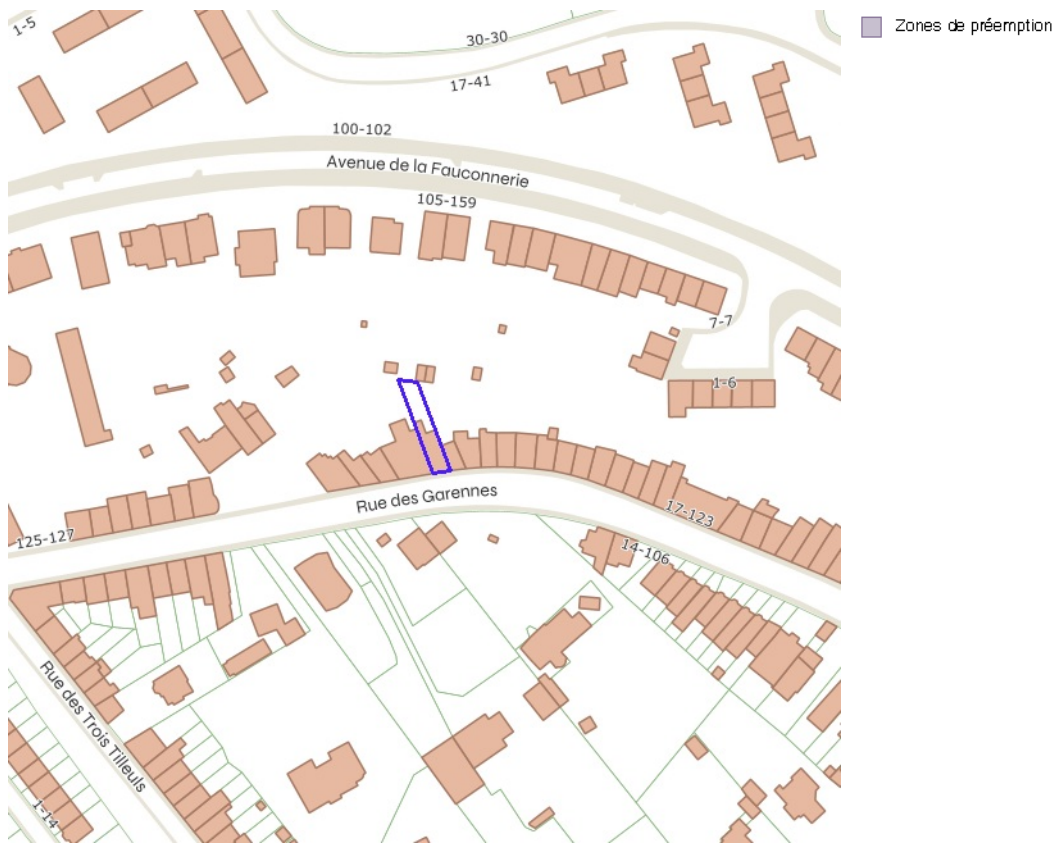 1-5
30-30
Zones de préemption
17-41
100-102
Avenue de la Fauconnerie
105-159
7-7
1-6
Rue des Garennes
17-123
125-127
14-106
Rue des Trois Tilleuls
1-14